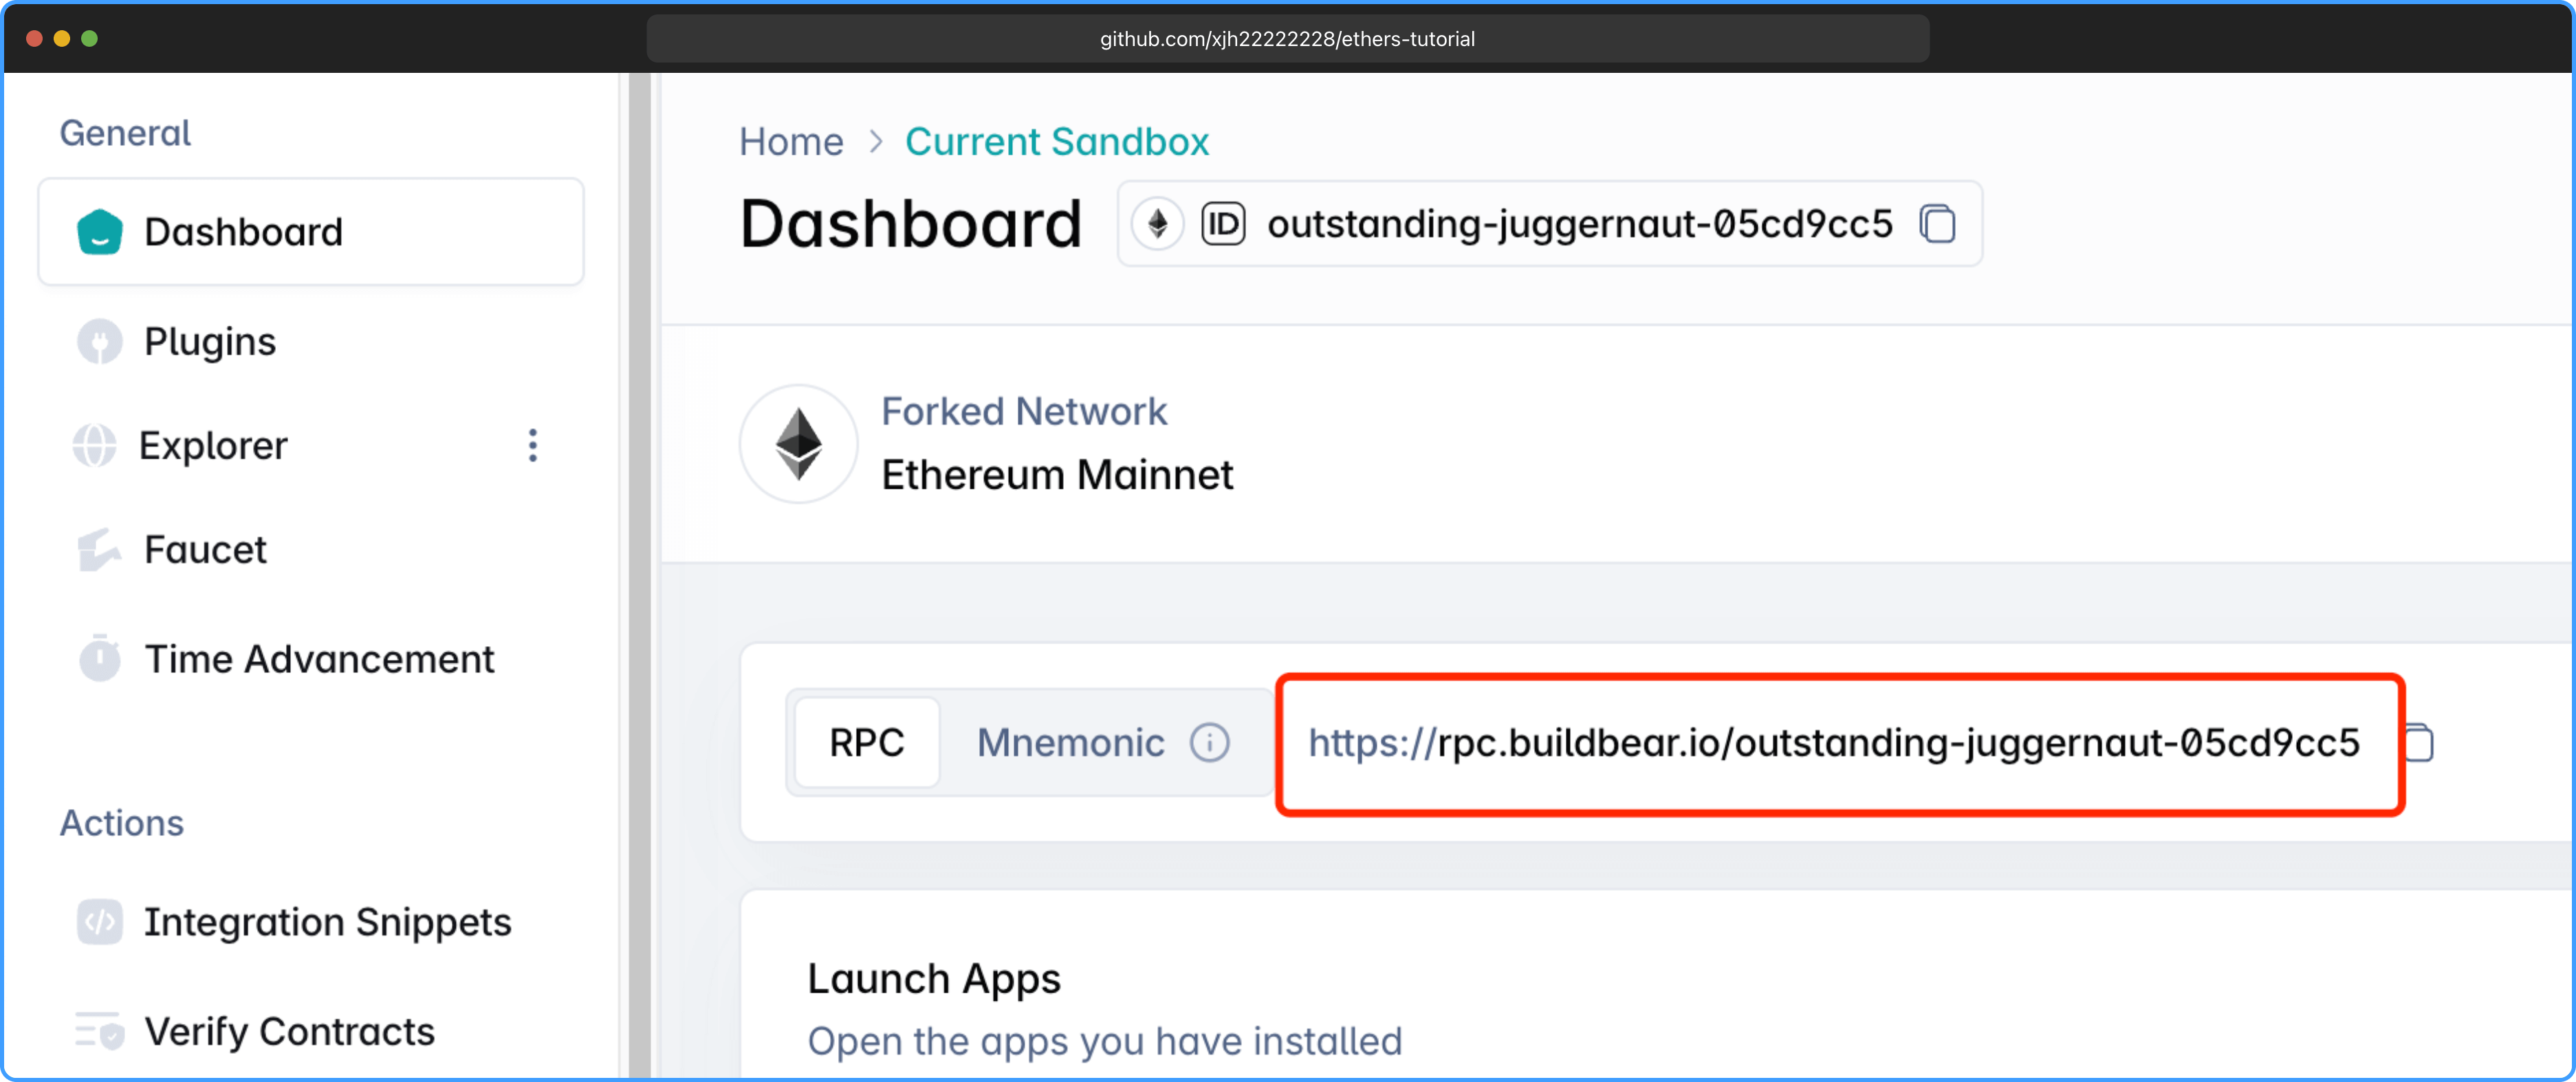 github.com/xjh22222228/ethers-tutorial
General
Dashboard
Plugins
Explorer
Faucet
Time Advancement
Actions
Integration Snippets
Verify Contracts
Home > Current Sandbox
Dashboard
ID outstanding-juggernaut-05cd9cc5
Forked Network
Ethereum Mainnet
RPC Mnemonic https://rpc.buildbear.io/outstanding-juggernaut-05cd9cc5
Launch Apps
Open the apps you have installed